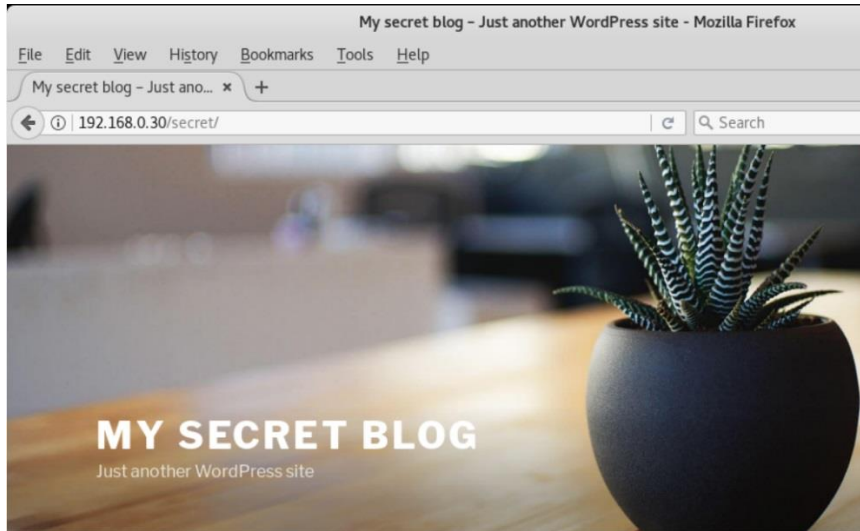 My secret blog – Just another WordPress site - Mozilla Firefox
File Edit View History Bookmarks Tools Help
My secret blog – Just ano... × +
192.168.0.30/secret/ Search
MY SECRET BLOG
Just another WordPress site